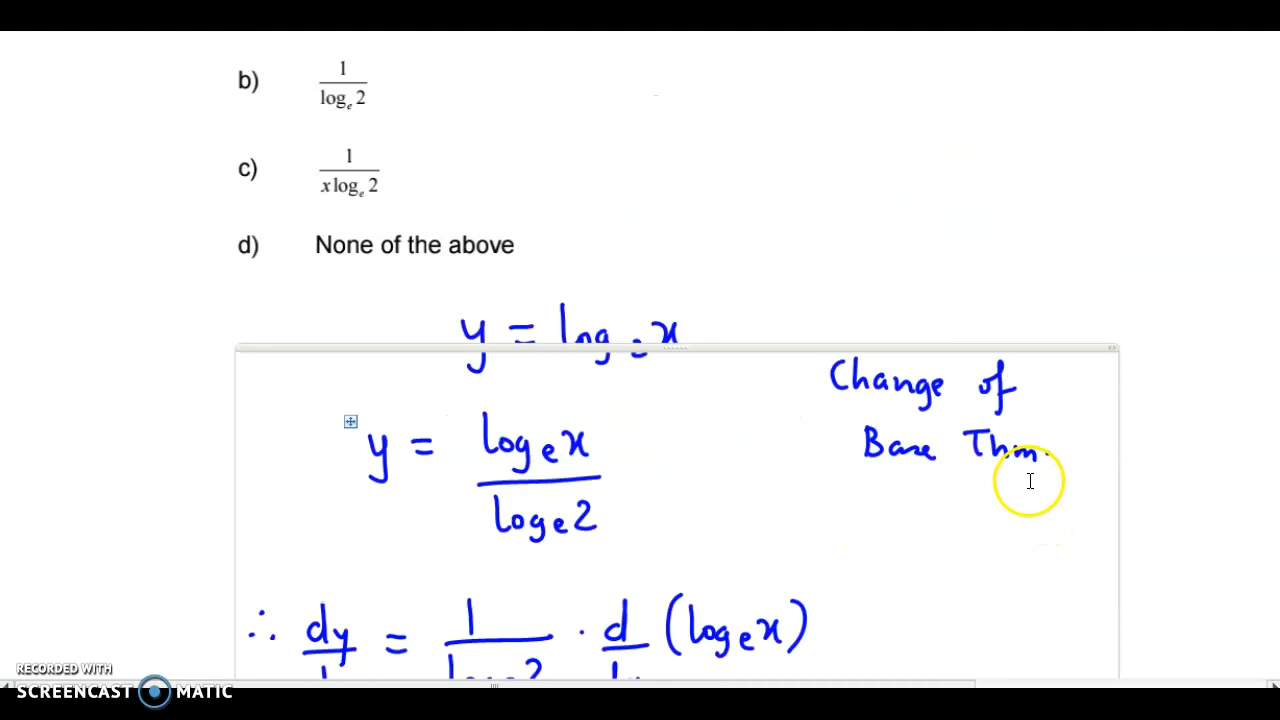 b) 1 / log_e 2
c) 1 / x log_e 2
d) None of the above
y = log x
Change of
y = log_e x / log_e 2
Base Thm.
∴ dy = 1 / · d (log_e x)
RECORDED WITH
SCREENCAST MATIC